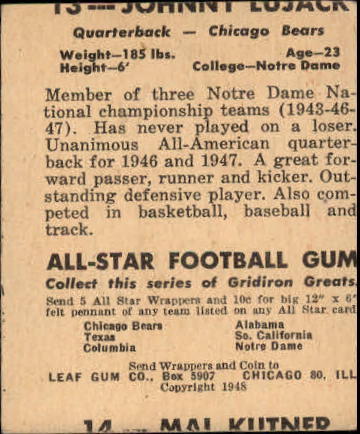 13 -- JOHNNY LUJACK
Quarterback — Chicago Bears
Weight—185 lbs. Age—23
Height—6' College—Notre Dame
Member of three Notre Dame Na-
tional championship teams (1943-46-
47). Has never played on a loser.
Unanimous All-American quarter-
back for 1946 and 1947. A great for-
ward passer, runner and kicker. Out-
standing defensive player. Also com-
peted in basketball, baseball and
track.
ALL-STAR FOOTBALL GUM
Collect this series of Gridiron Greats.
Send 5 All Star Wrappers and 10c for big 12" x 6"
felt pennant of any team listed on any All Star card
Chicago Bears Alabama
Texas So. California
Columbia Notre Dame
Send Wrappers and Coin to
LEAF GUM CO., Box 5907 CHICAGO 80, ILL
Copyright 1948
14 — MAL KUTNER